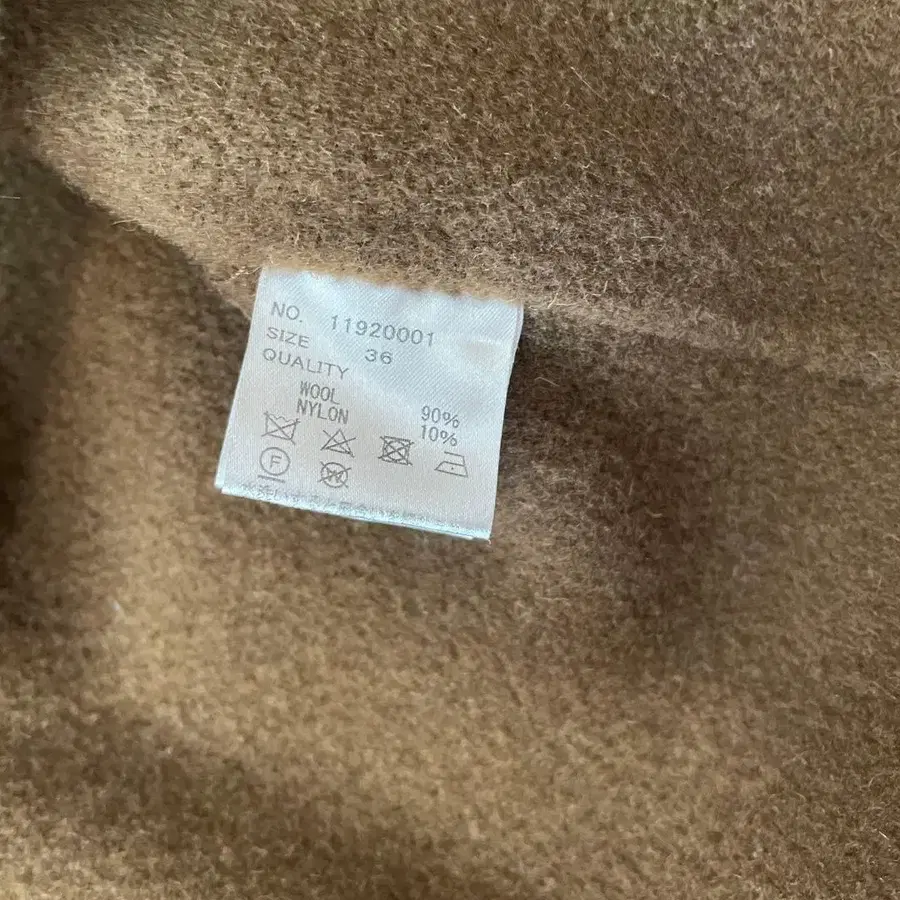 NO. 11920001
SIZE 36
QUALITY
WOOL 90%
NYLON 10%
F
W